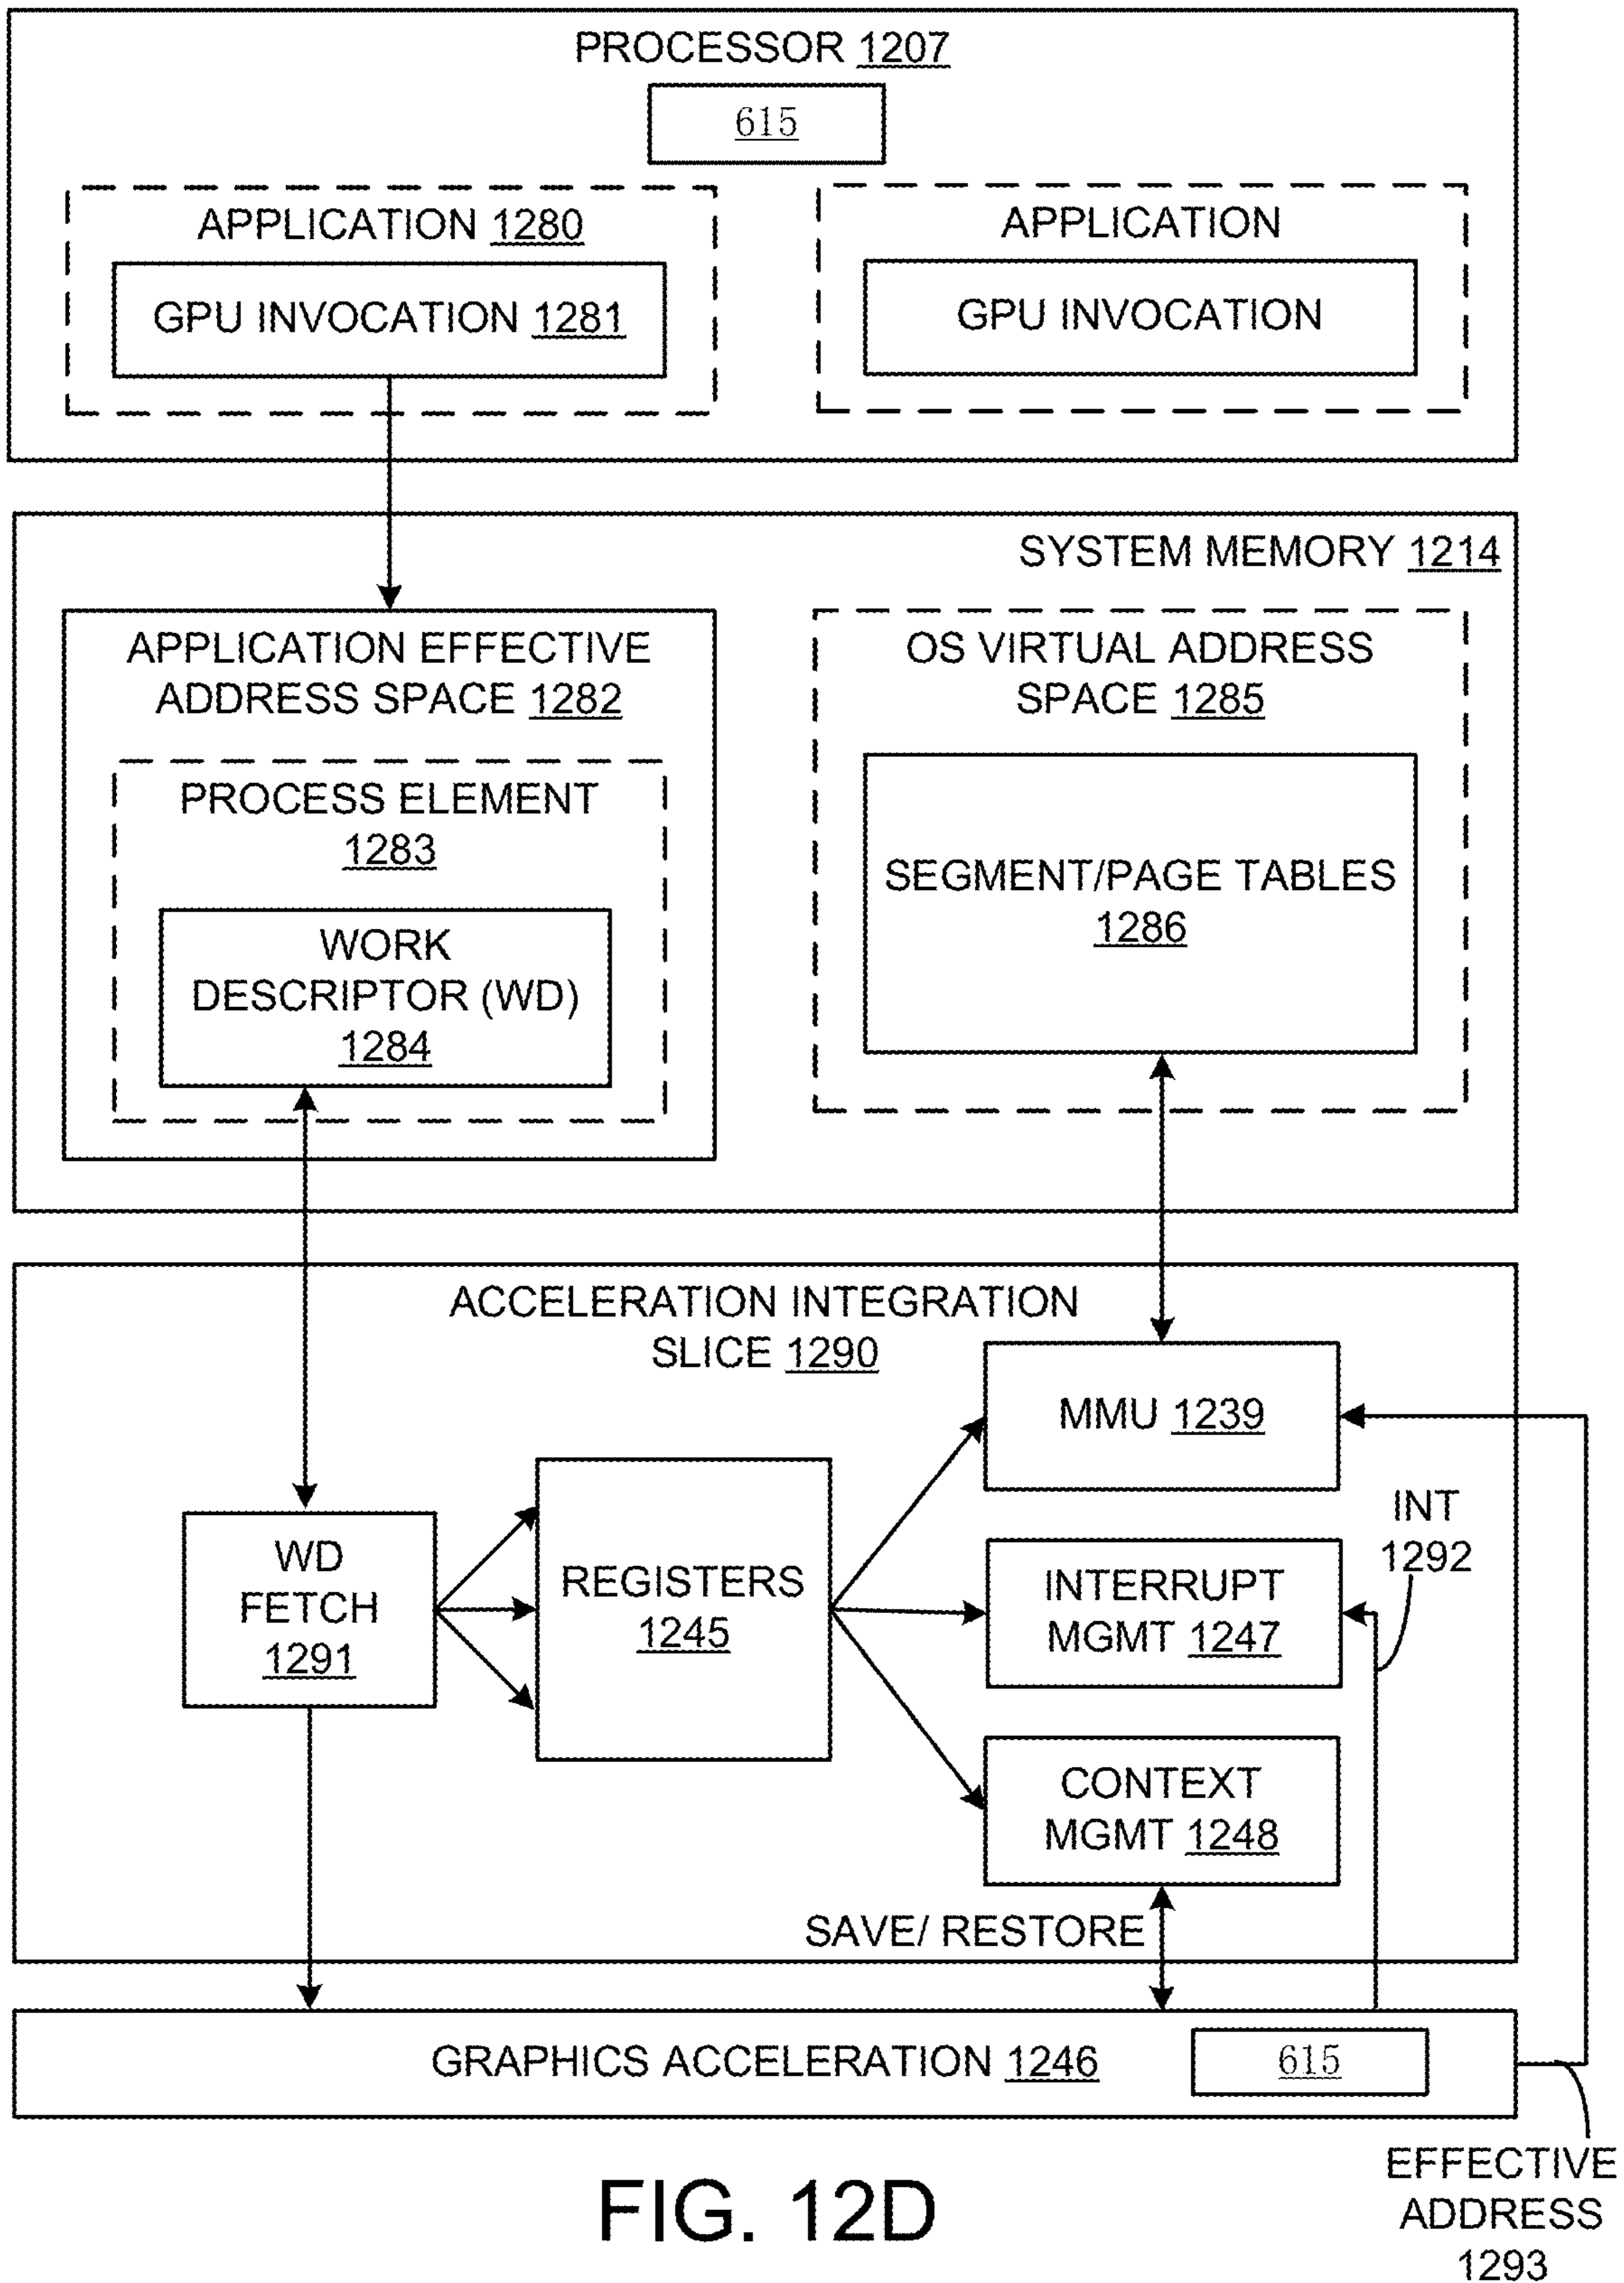 PROCESSOR 1207
615
APPLICATION 1280
GPU INVOCATION 1281
APPLICATION
GPU INVOCATION
SYSTEM MEMORY 1214
APPLICATION EFFECTIVE
ADDRESS SPACE 1282
PROCESS ELEMENT
1283
WORK
DESCRIPTOR (WD)
1284
OS VIRTUAL ADDRESS
SPACE 1285
SEGMENT/PAGE TABLES
1286
ACCELERATION INTEGRATION
SLICE 1290
WD
FETCH
1291
REGISTERS
1245
MMU 1239
INTERRUPT
MGMT 1247
CONTEXT
MGMT 1248
INT
1292
SAVE/ RESTORE
GRAPHICS ACCELERATION 1246
615
EFFECTIVE
ADDRESS
1293
FIG. 12D